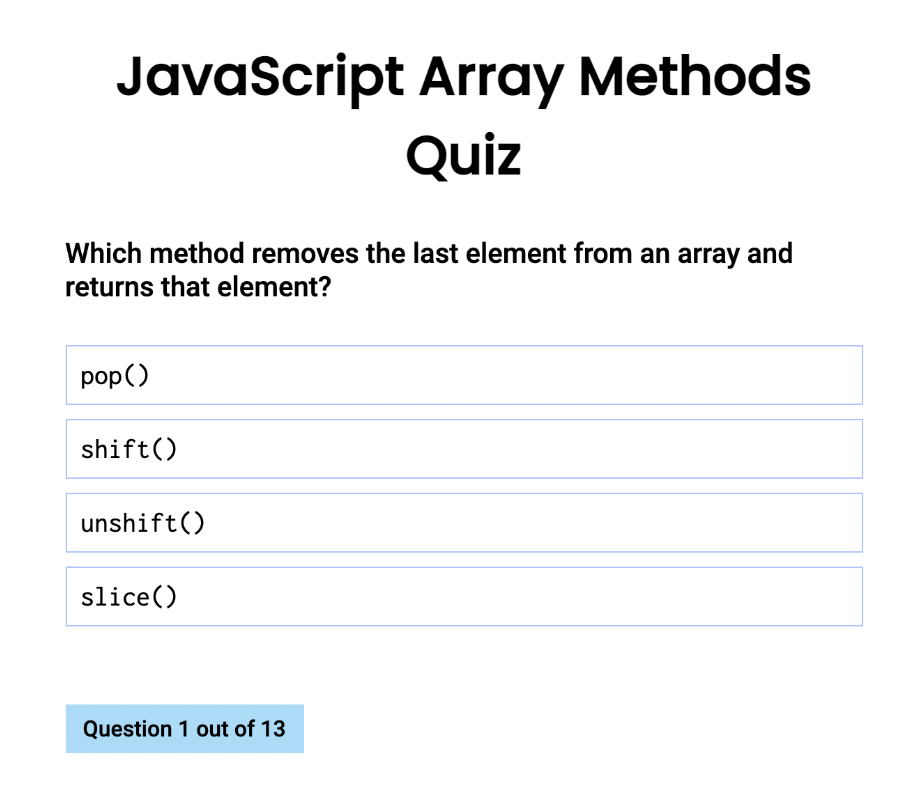 JavaScript Array Methods
Quiz
Which method removes the last element from an array and
returns that element?
pop()
shift()
unshift()
slice()
Question 1 out of 13